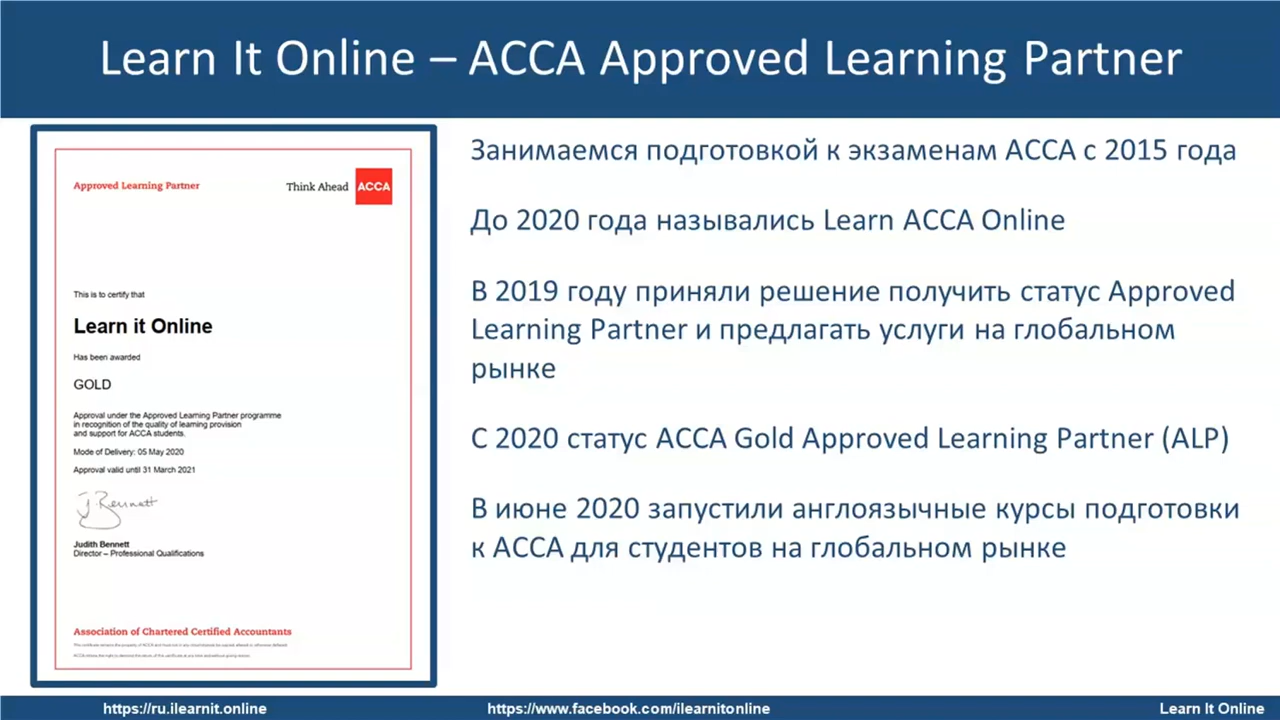 Learn It Online – ACCA Approved Learning Partner
Approved Learning Partner
Think Ahead ACCA
This is to certify that
Learn it Online
Has been awarded
GOLD
Approval under the Approved Learning Partner programme
in recognition of the quality of learning provision
and support for ACCA students.
Mode of Delivery: 05 May 2020
Approval valid until 31 March 2021
J. Bennett
Judith Bennett
Director – Professional Qualifications
Association of Chartered Certified Accountants
Занимаемся подготовкой к экзаменам ACCA с 2015 года
До 2020 года назывались Learn ACCA Online
В 2019 году приняли решение получить статус Approved
Learning Partner и предлагать услуги на глобальном
рынке
С 2020 статус ACCA Gold Approved Learning Partner (ALP)
В июне 2020 запустили англоязычные курсы подготовки
к ACCA для студентов на глобальном рынке
https://ru.ilearnit.online
https://www.facebook.com/ilearnitonline
Learn It Online